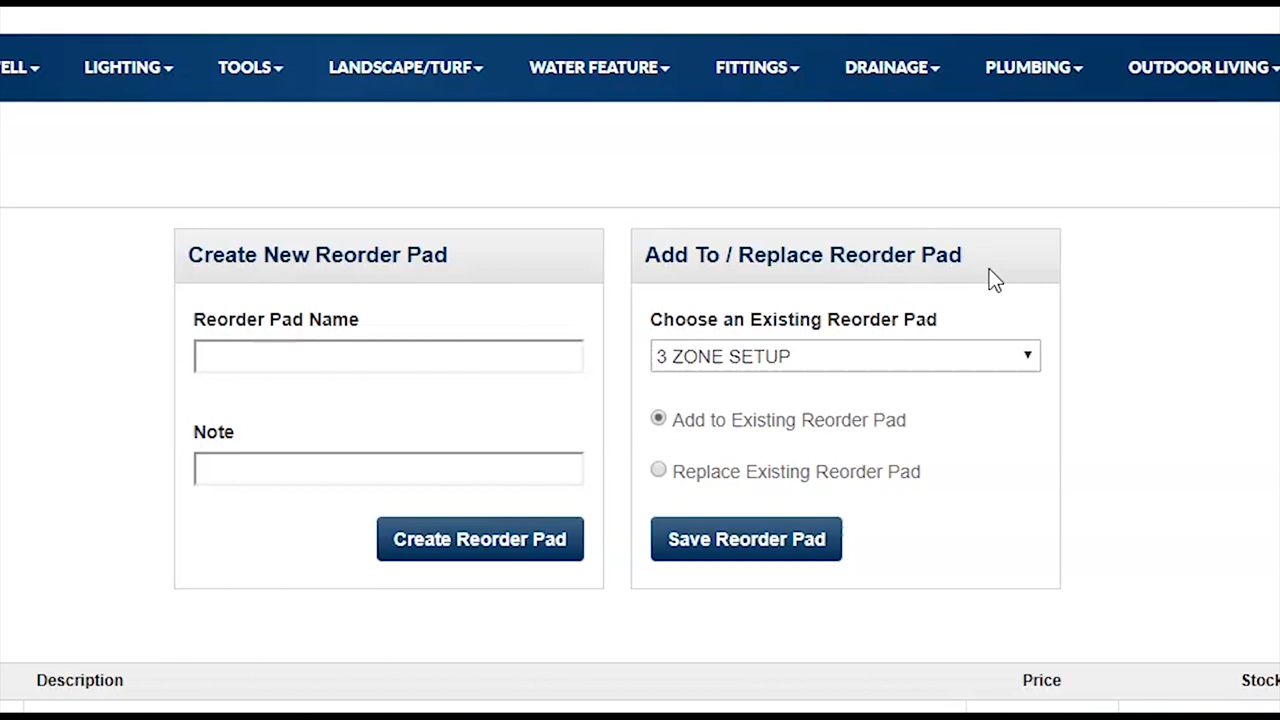 ELL LIGHTING TOOLS LANDSCAPE/TURF WATER FEATURE FITTINGS DRAINAGE PLUMBING OUTDOOR LIVING
Create New Reorder Pad
Reorder Pad Name
Note
Create Reorder Pad
Add To / Replace Reorder Pad
Choose an Existing Reorder Pad
3 ZONE SETUP
Add to Existing Reorder Pad
Replace Existing Reorder Pad
Save Reorder Pad
Description Price Stock